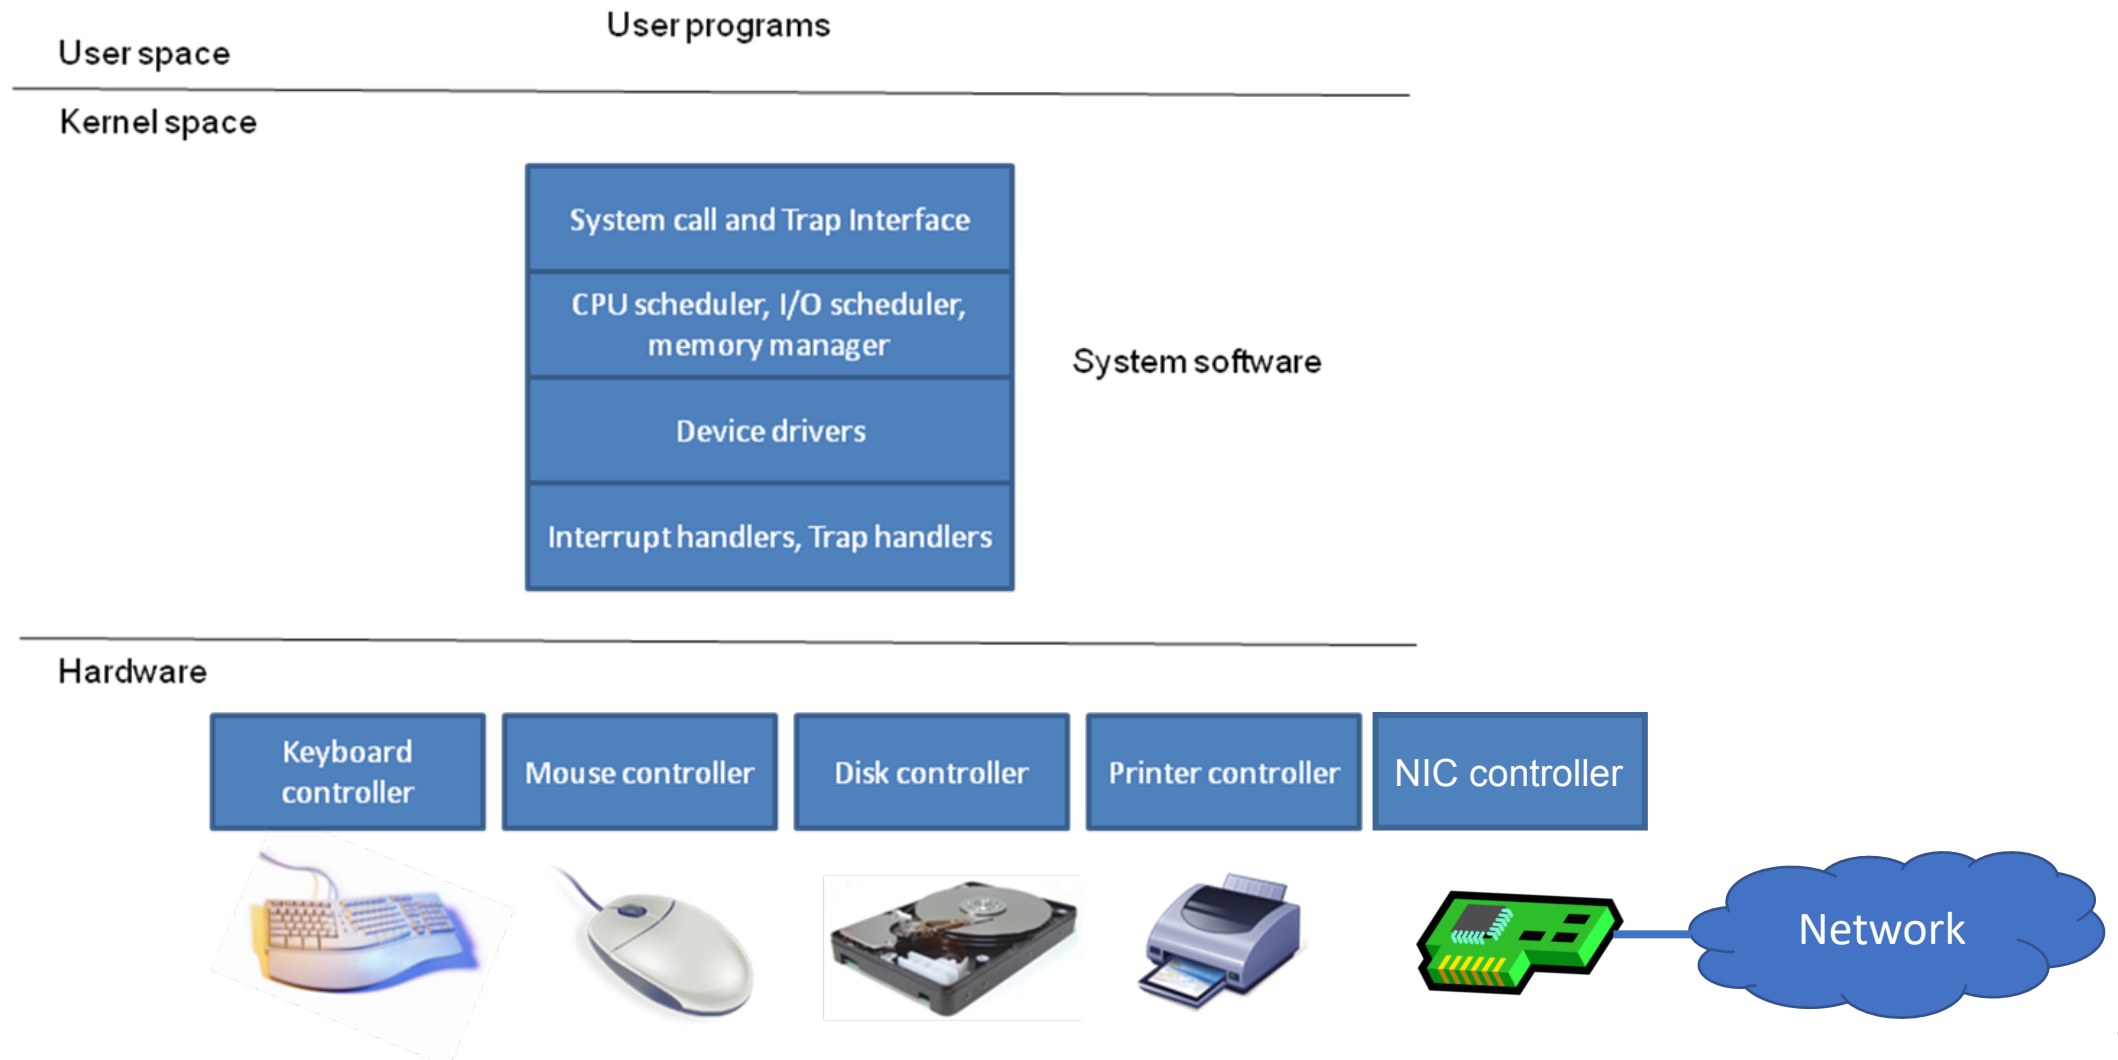 User programs
User space
Kernel space
System call and Trap Interface
CPU scheduler, I/O scheduler,
memory manager
System software
Device drivers
Interrupt handlers, Trap handlers
Hardware
Keyboard
controller
Mouse controller
Disk controller
Printer controller
NIC controller
Network